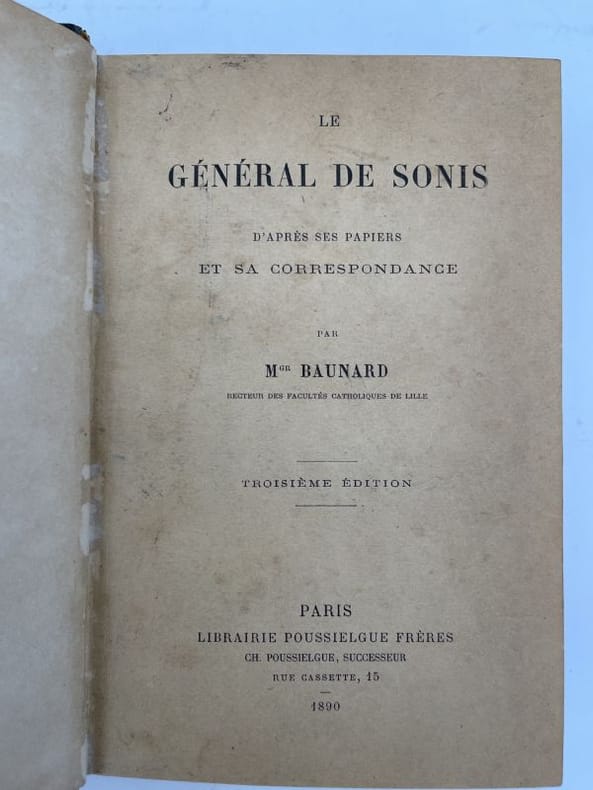 LE
GÉNÉRAL DE SONIS
D'APRÈS SES PAPIERS
ET SA CORRESPONDANCE
PAR
MGR BAUNARD
RECTEUR DES FACULTÉS CATHOLIQUES DE LILLE
TROISIÈME ÉDITION
PARIS
LIBRAIRIE POUSSIELGUE FRÈRES
CH. POUSSIELGUE, SUCCESSEUR
RUE CASSETTE, 15
1890